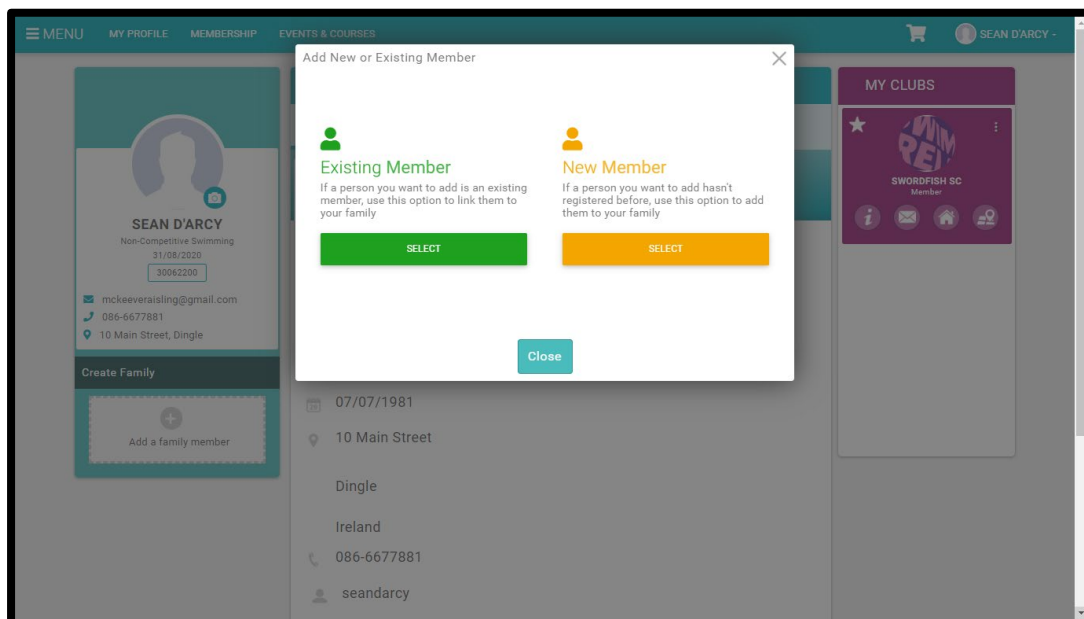 MENU MY PROFILE MEMBERSHIP EVENTS & COURSES SEAN D'ARCY -
Add New or Existing Member
Existing Member
If a person you want to add is an existing
member, use this option to link them to
your family
SELECT
New Member
If a person you want to add hasn't
registered before, use this option to add
them to your family
SELECT
Close
SEAN D'ARCY
Non-Competitive Swimming
31/08/2020
30062200
mckeeveraisling@gmail.com
086-6677881
10 Main Street, Dingle
Create Family
Add a family member
07/07/1981
10 Main Street
Dingle
Ireland
086-6677881
seandarcy
MY CLUBS
SWORDFISH SC
Member